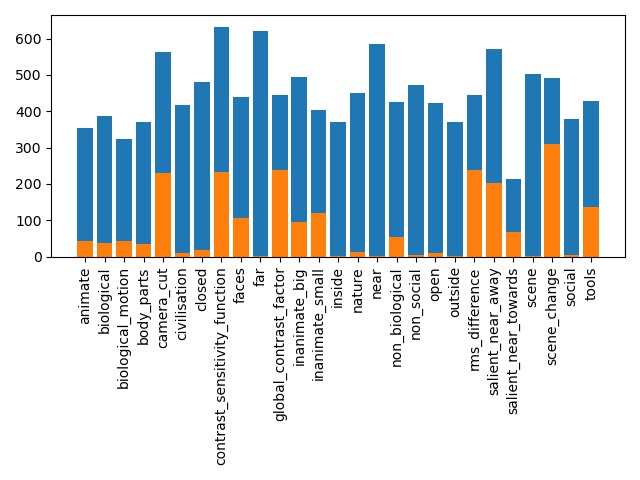 600
500
400
300
200
100
0
animate
biological
biological_motion
body_parts
camera_cut
civilisation
closed
contrast_sensitivity_function
faces
far
global_contrast_factor
inanimate_big
inanimate_small
inside
nature
near
non_biological
non_social
open
outside
rms_difference
salient_near_away
salient_near_towards
scene
scene_change
social
tools